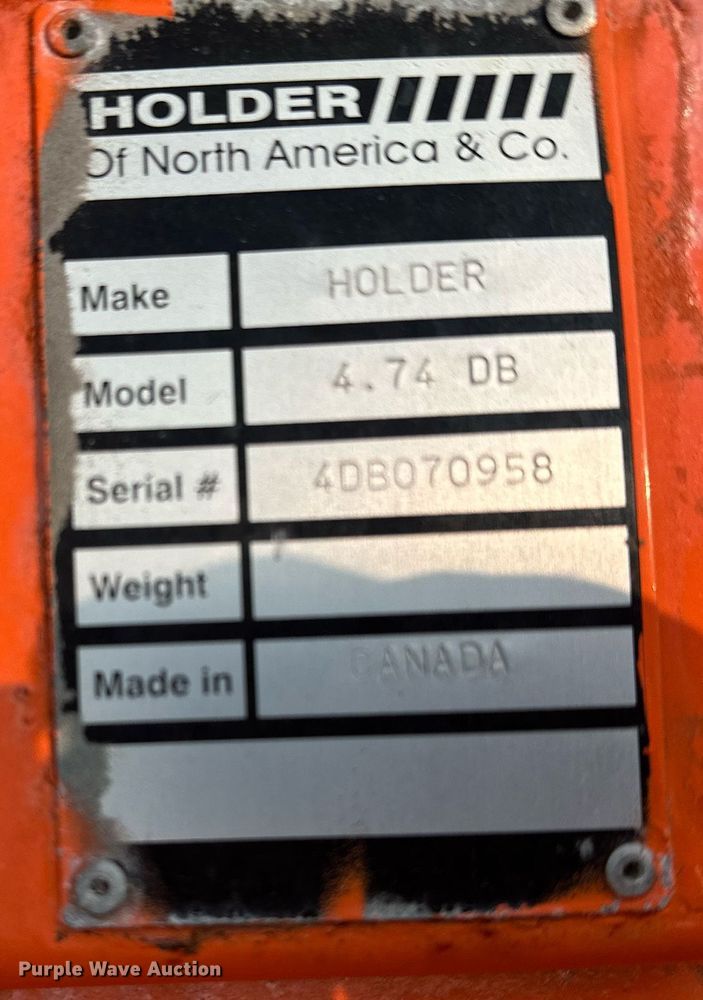 HOLDER
Of North America & Co.
Make HOLDER
Model 4.74 DB
Serial # 4DB070958
Weight
Made in CANADA
Purple Wave Auction